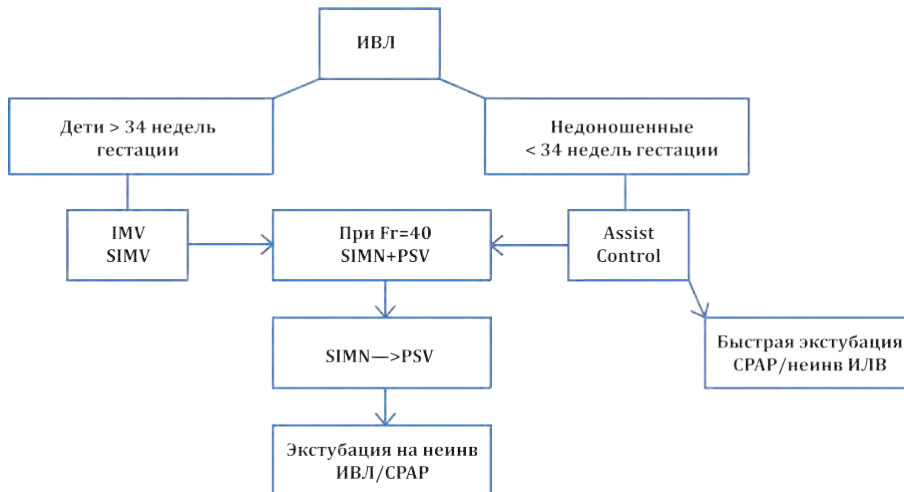 ИВЛ
Дети > 34 недель
гестации
Недоношенные
< 34 недель гестации
IMV
SIMV
При Fr=40
SIMN+PSV
Assist
Control
SIMN—>PSV
Быстрая экстубация
CPAP/неинв ИЛВ
Экстубация на неинв
ИВЛ/CPAP